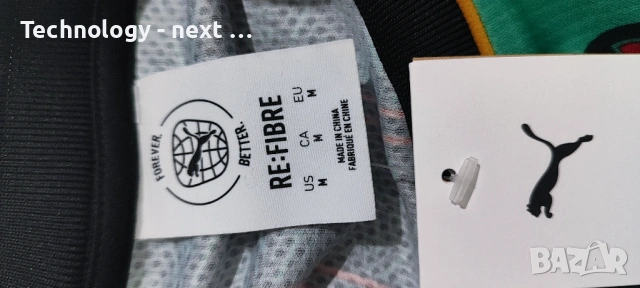 Technology - next ...
FOREVER.
BETTER.
RE:FIBRE
US CA EU
M M M
MADE IN CHINA
FABRIQUÉ EN CHINE
BAZAR